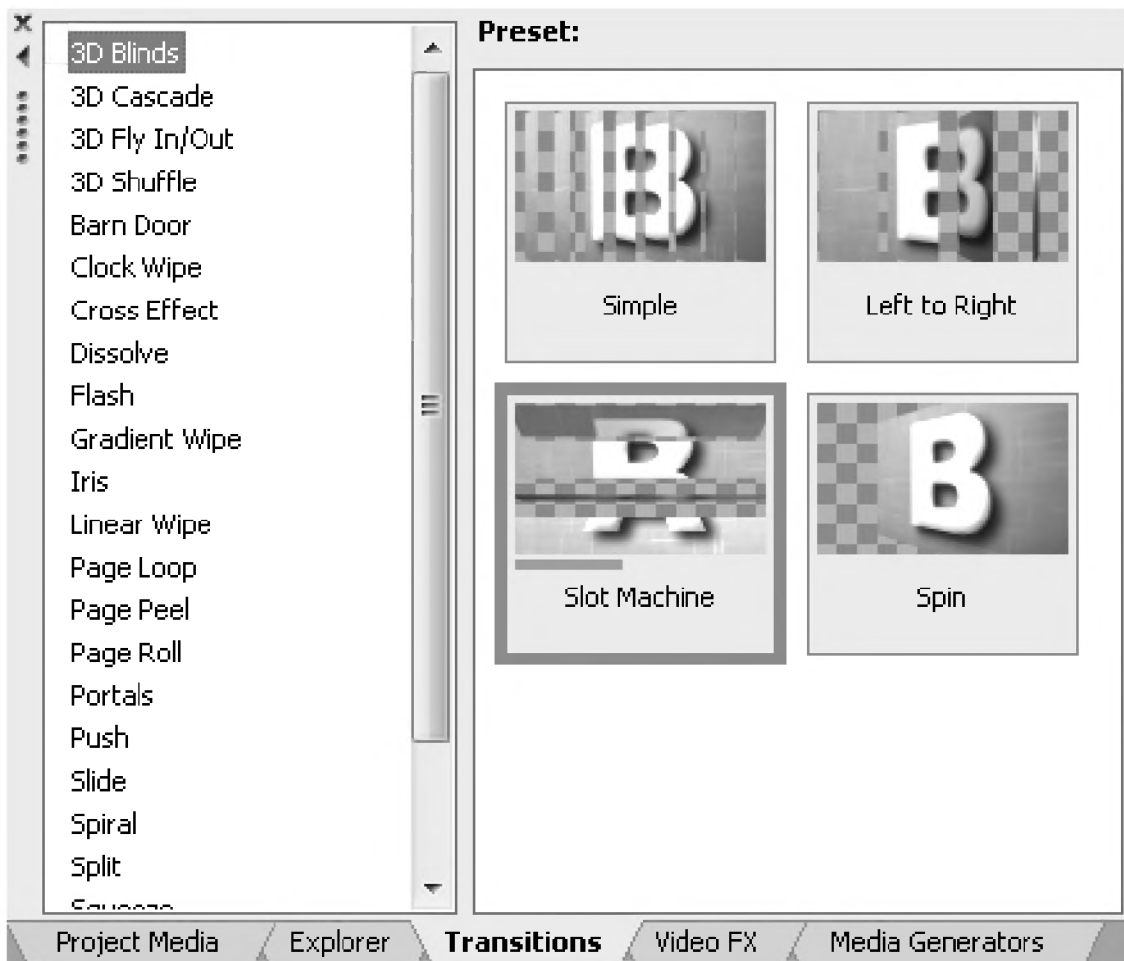 3D Blinds
3D Cascade
3D Fly In/Out
3D Shuffle
Barn Door
Clock Wipe
Cross Effect
Dissolve
Flash
Gradient Wipe
Iris
Linear Wipe
Page Loop
Page Peel
Page Roll
Portals
Push
Slide
Spiral
Split
Preset:
B
Simple
B
Left to Right
Slot Machine
B
Spin
Project Media
Explorer
Transitions
Video FX
Media Generators